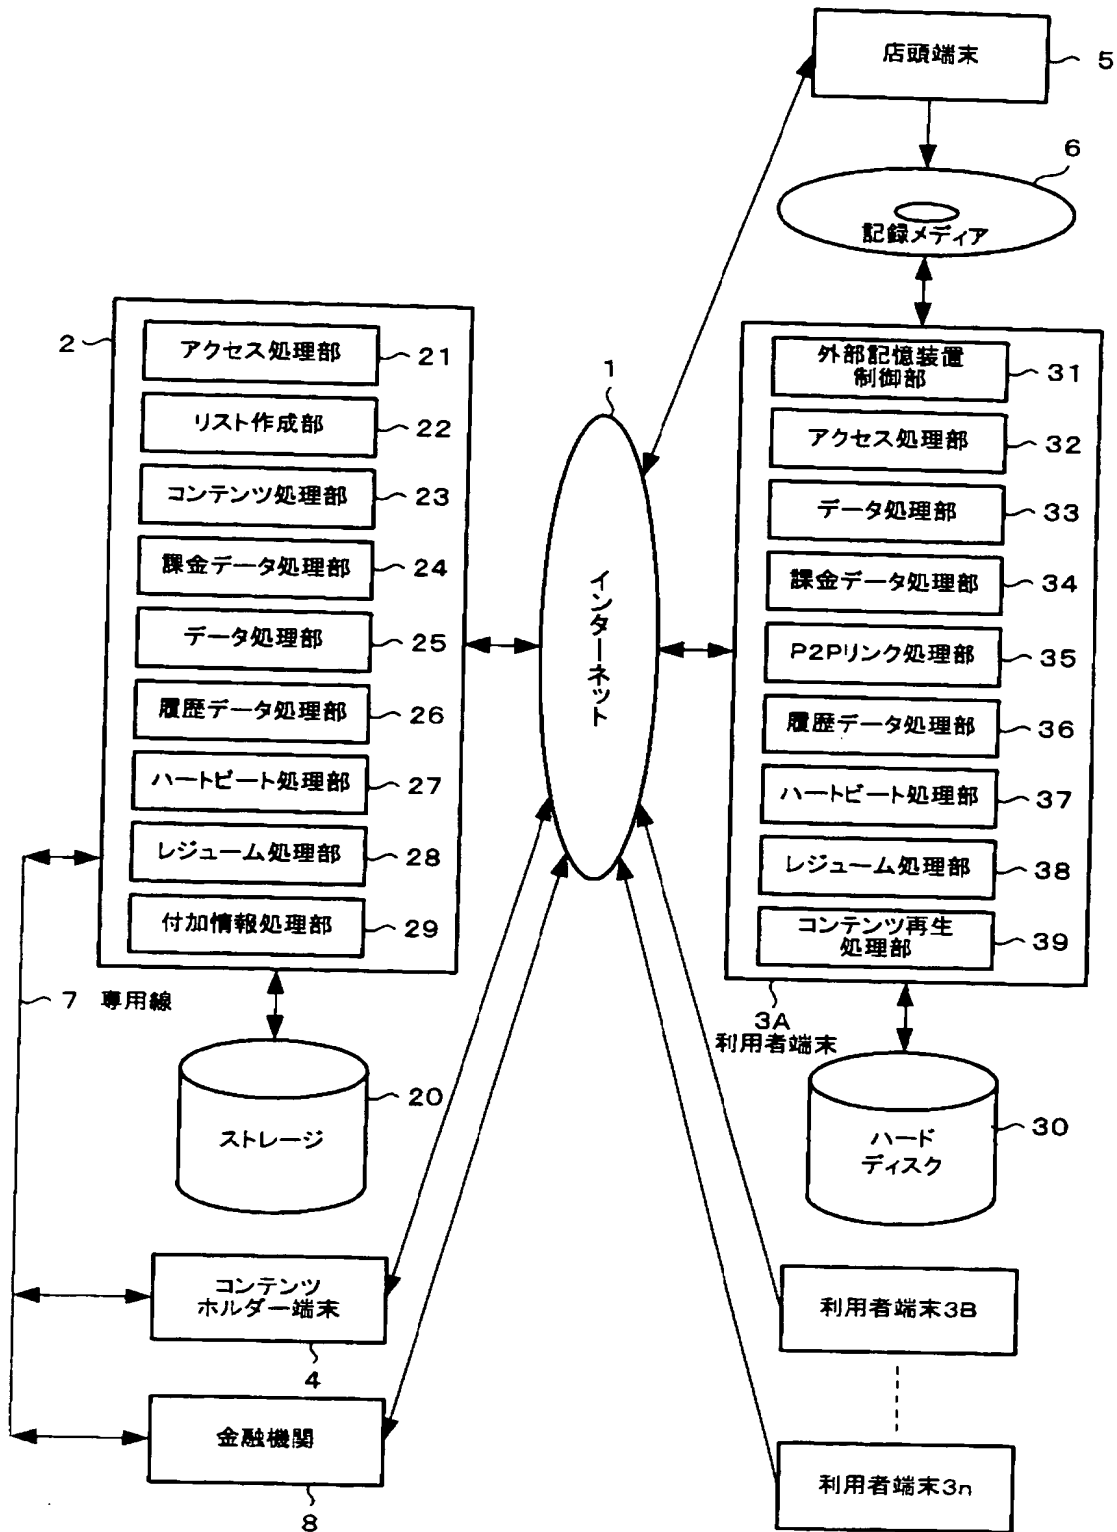 店頭端末
5
6
記録メディア
2
アクセス処理部
21
リスト作成部
22
コンテンツ処理部
23
課金データ処理部
24
データ処理部
25
履歴データ処理部
26
ハートビート処理部
27
レジューム処理部
28
付加情報処理部
29
1
インターネット
外部記憶装置
制御部
31
アクセス処理部
32
データ処理部
33
課金データ処理部
34
P2Pリンク処理部
35
履歴データ処理部
36
ハートビート処理部
37
レジューム処理部
38
コンテンツ再生
処理部
39
7 専用線
3A
利用者端末
ストレージ
20
ハード
ディスク
30
コンテンツ
ホルダー端末
4
金融機関
8
利用者端末3B
利用者端末3n